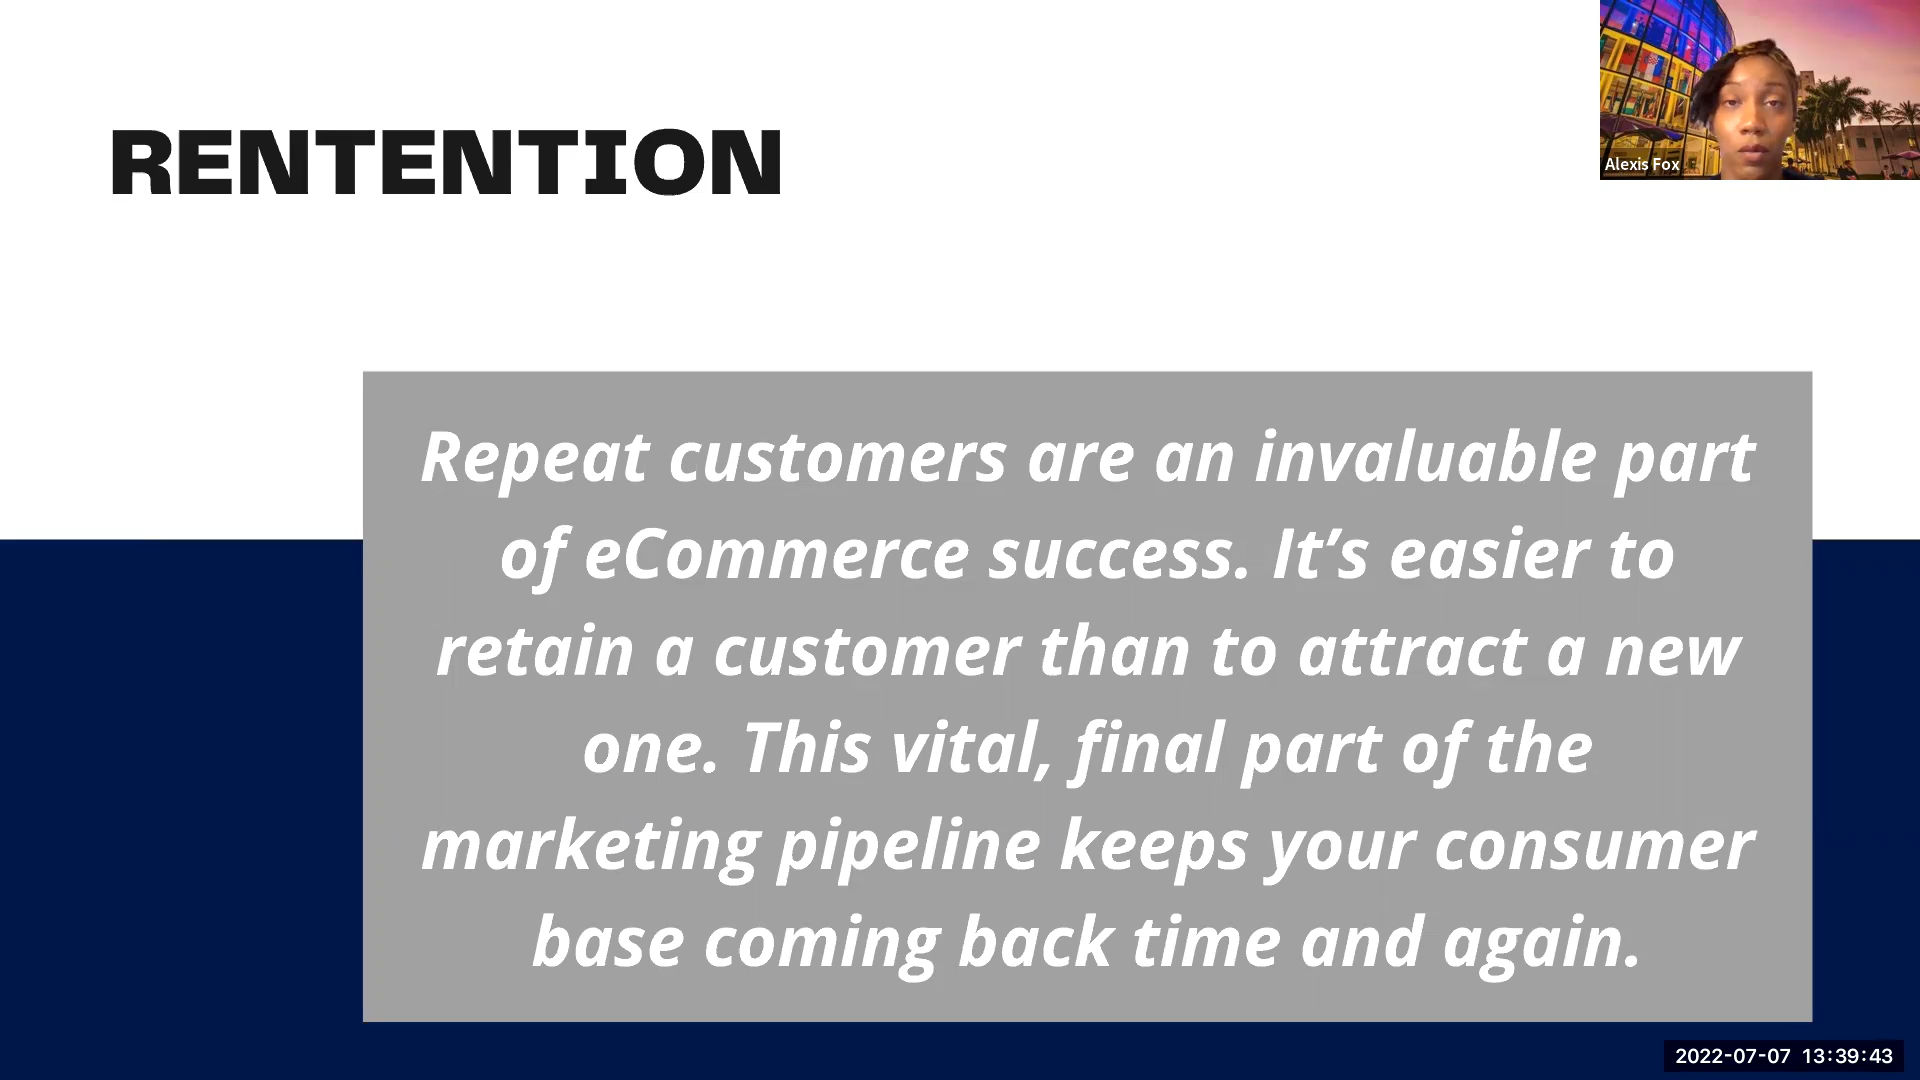 RENTENTION
Alexis Fox
Repeat customers are an invaluable part
of eCommerce success. It’s easier to
retain a customer than to attract a new
one. This vital, final part of the
marketing pipeline keeps your consumer
base coming back time and again.
2022-07-07 13:39:43